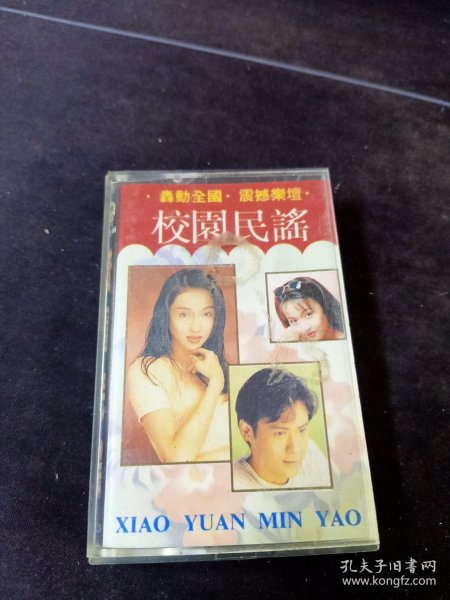 ·轟動全國·震撼樂壇·
校園民謠
XIAO YUAN MIN YAO
孔夫子旧书网
www.kongfz.com